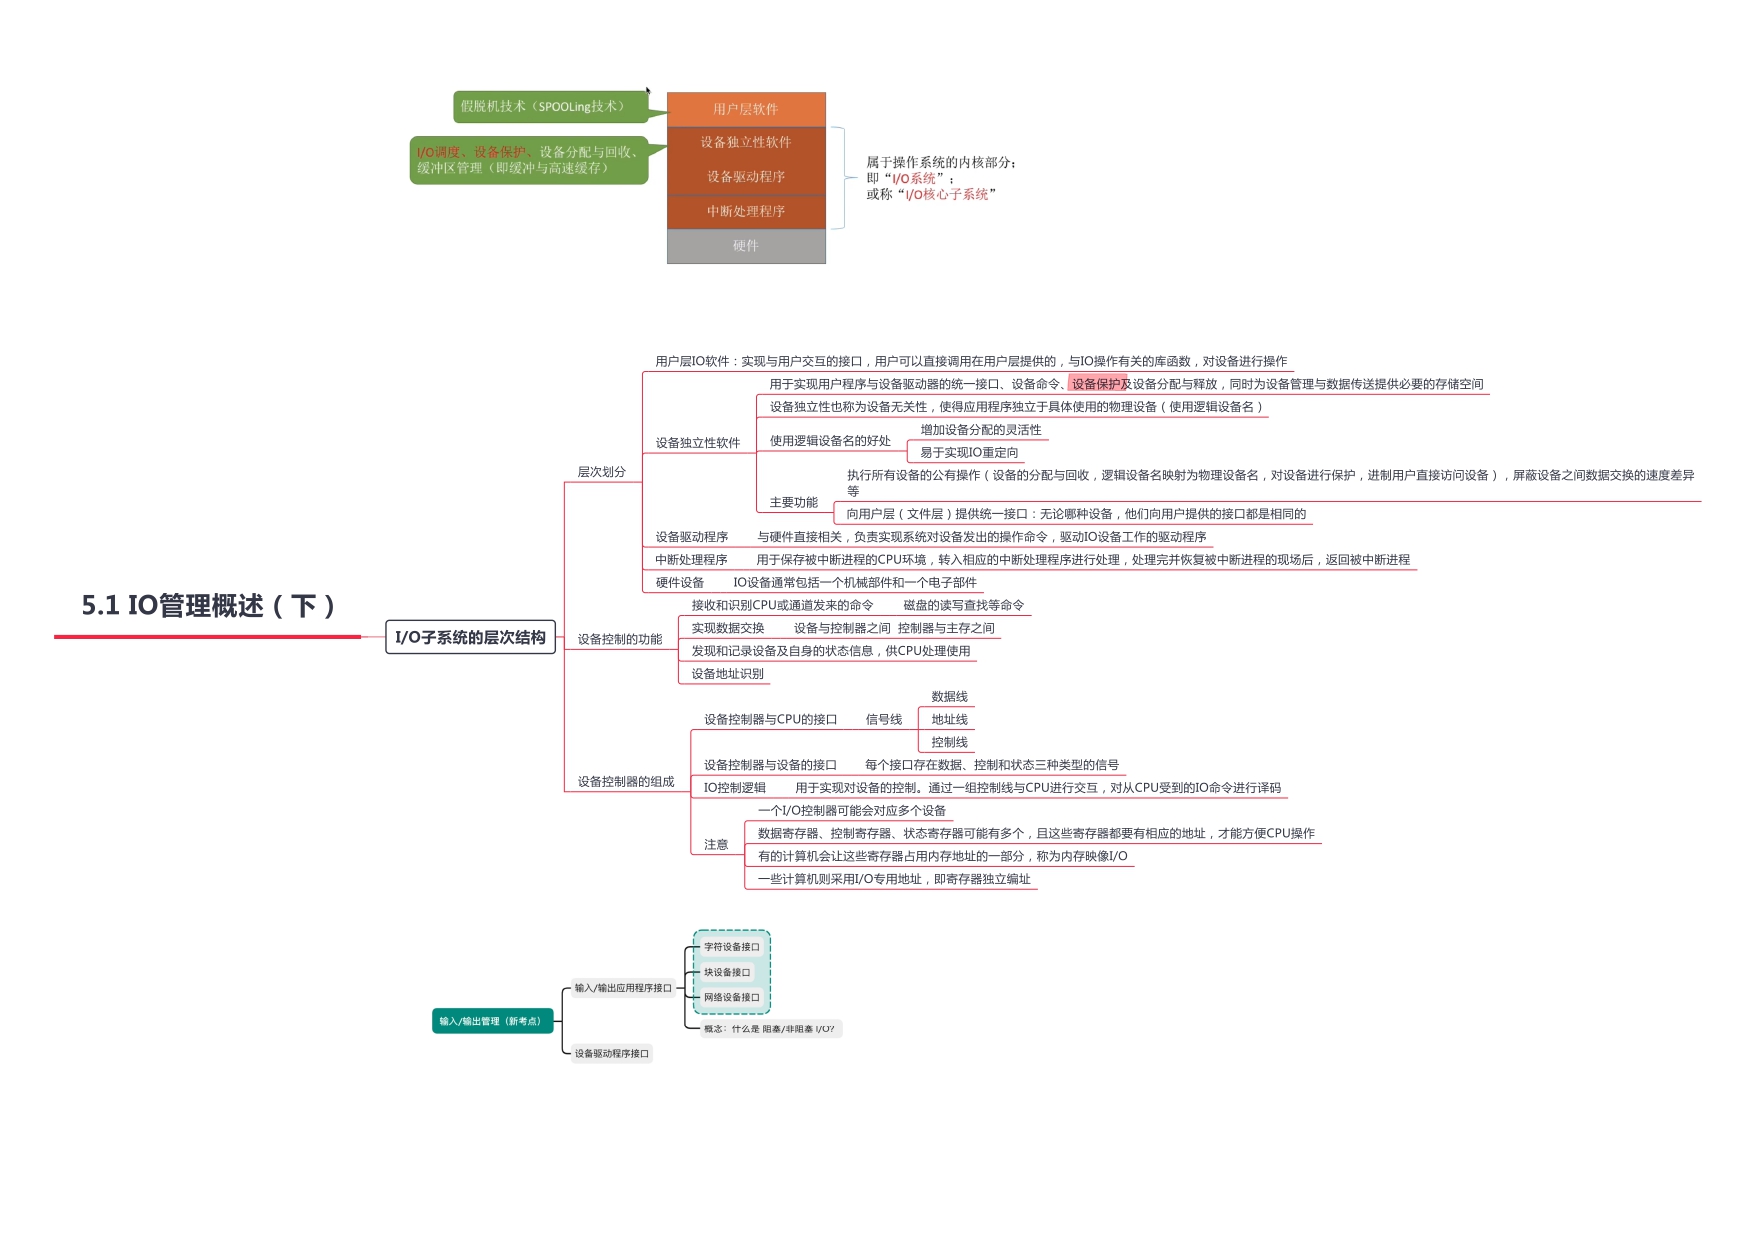 假脱机技术（SPOOLing技术）
I/O调度、设备保护、设备分配与回收、
缓冲区管理（即缓冲与高速缓存）
用户层软件
设备独立性软件
设备驱动程序
中断处理程序
硬件
属于操作系统的内核部分；
即“I/O系统”；
或称“I/O核心子系统”
5.1 IO管理概述（下）
I/O子系统的层次结构
层次划分
用户层IO软件：实现与用户交互的接口，用户可以直接调用在用户层提供的，与IO操作有关的库函数，对设备进行操作
设备独立性软件
用于实现用户程序与设备驱动器的统一接口、设备命令、设备保护及设备分配与释放，同时为设备管理与数据传送提供必要的存储空间
设备独立性也称为设备无关性，使得应用程序独立于具体使用的物理设备（使用逻辑设备名）
使用逻辑设备名的好处
增加设备分配的灵活性
易于实现IO重定向
主要功能
执行所有设备的公有操作（设备的分配与回收，逻辑设备名映射为物理设备名，对设备进行保护，进制用户直接访问设备），屏蔽设备之间数据交换的速度差异
等
向用户层（文件层）提供统一接口：无论哪种设备，他们向用户提供的接口都是相同的
设备驱动程序 与硬件直接相关，负责实现系统对设备发出的操作命令，驱动IO设备工作的驱动程序
中断处理程序 用于保存被中断进程的CPU环境，转入相应的中断处理程序进行处理，处理完并恢复被中断进程的现场后，返回被中断进程
硬件设备 IO设备通常包括一个机械部件和一个电子部件
设备控制的功能
接收和识别CPU或通道发来的命令 磁盘的读写查找等命令
实现数据交换 设备与控制器之间 控制器与主存之间
发现和记录设备及自身的状态信息，供CPU处理使用
设备地址识别
设备控制器的组成
设备控制器与CPU的接口 信号线
数据线
地址线
控制线
设备控制器与设备的接口 每个接口存在数据、控制和状态三种类型的信号
IO控制逻辑 用于实现对设备的控制。通过一组控制线与CPU进行交互，对从CPU受到的IO命令进行译码
注意
一个I/O控制器可能会对应多个设备
数据寄存器、控制寄存器、状态寄存器可能有多个，且这些寄存器都要有相应的地址，才能方便CPU操作
有的计算机会让这些寄存器占用内存地址的一部分，称为内存映像I/O
一些计算机则采用I/O专用地址，即寄存器独立编址
输入/输出管理（新考点）
输入/输出应用程序接口
字符设备接口
块设备接口
网络设备接口
概念：什么是 阻塞/非阻塞 I/O？
设备驱动程序接口